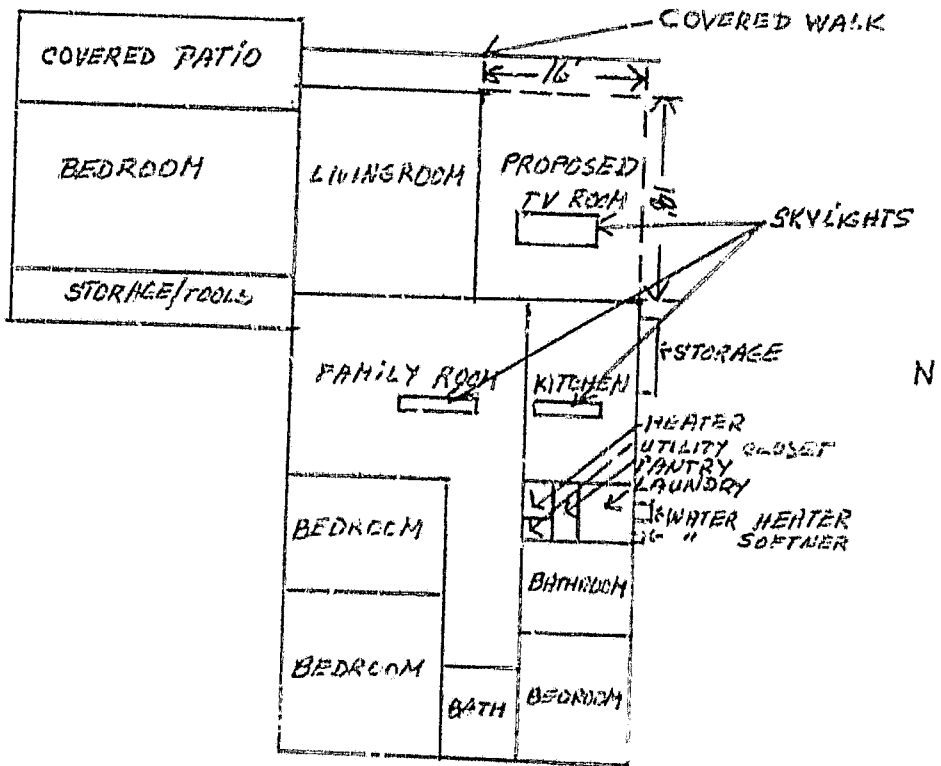 COVERED WALK
COVERED PATIO
16'
BEDROOM
LIVINGROOM
PROPOSED
TV ROOM
SKYLIGHTS
STORAGE/TOOLS
STORAGE
FAMILY ROOM
KITCHEN
N
HEATER
UTILITY CLOSET
PANTRY
LAUNDRY
WATER HEATER
" SOFTNER
BEDROOM
BATHROOM
BEDROOM
BATH
BEDROOM